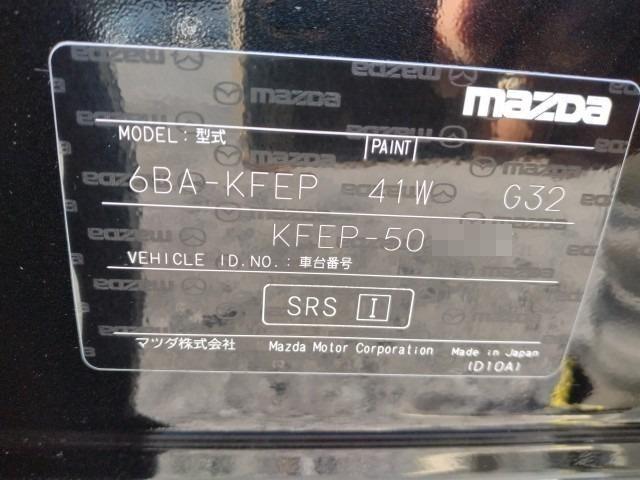 mazda
MODEL : 型式
PAINT
6BA-KFEP 41W G32
KFEP-50
VEHICLE ID.NO. : 車台番号
SRS I
マツダ株式会社 Mazda Motor Corporation Made in Japan
(D10A)